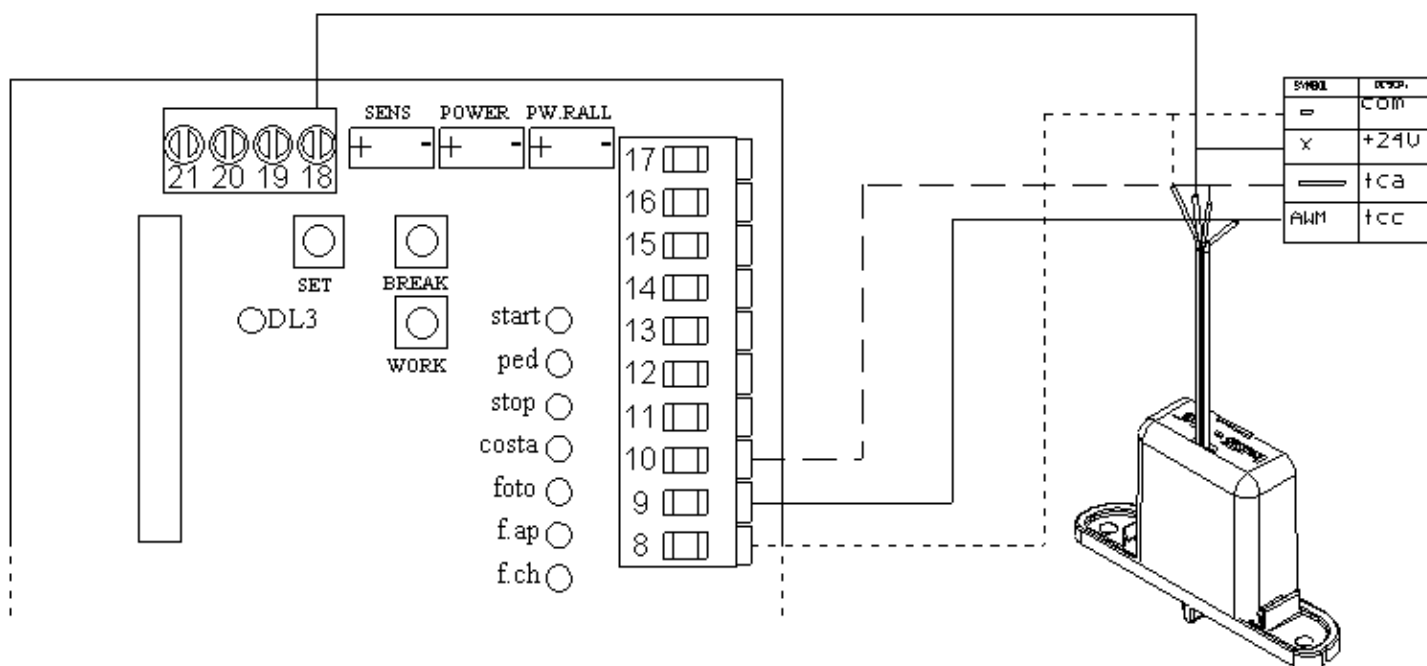 SENS POWER PW.RALL
+ - + - + -
21 20 19 18
SET
BREAK
WORK
DL3
start
ped
stop
costa
foto
f.ap
f.ch
17
16
15
14
13
12
11
10
9
8
SYMBOL
com
x +24V
tca
AWM tcc